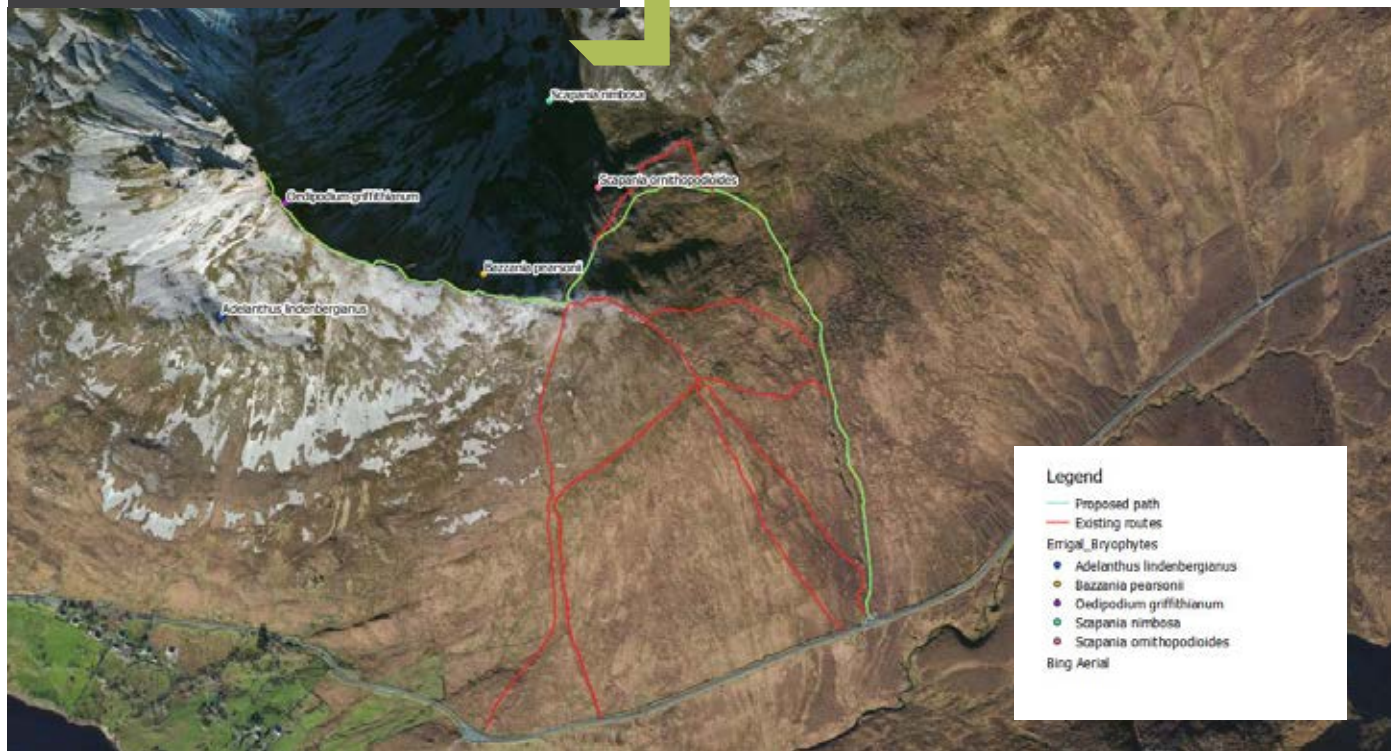 Scapania nimbosa
Scapania ornithopodioides
Oedipodium griffithianum
Bazzania pearsonii
Adelanthus lindenbergianus
Legend
Proposed path
Existing routes
Errigal_Bryophytes
Adelanthus lindenbergianus
Bazzania pearsonii
Oedipodium griffithianum
Scapania nimbosa
Scapania ornithopodioides
Bing Aerial